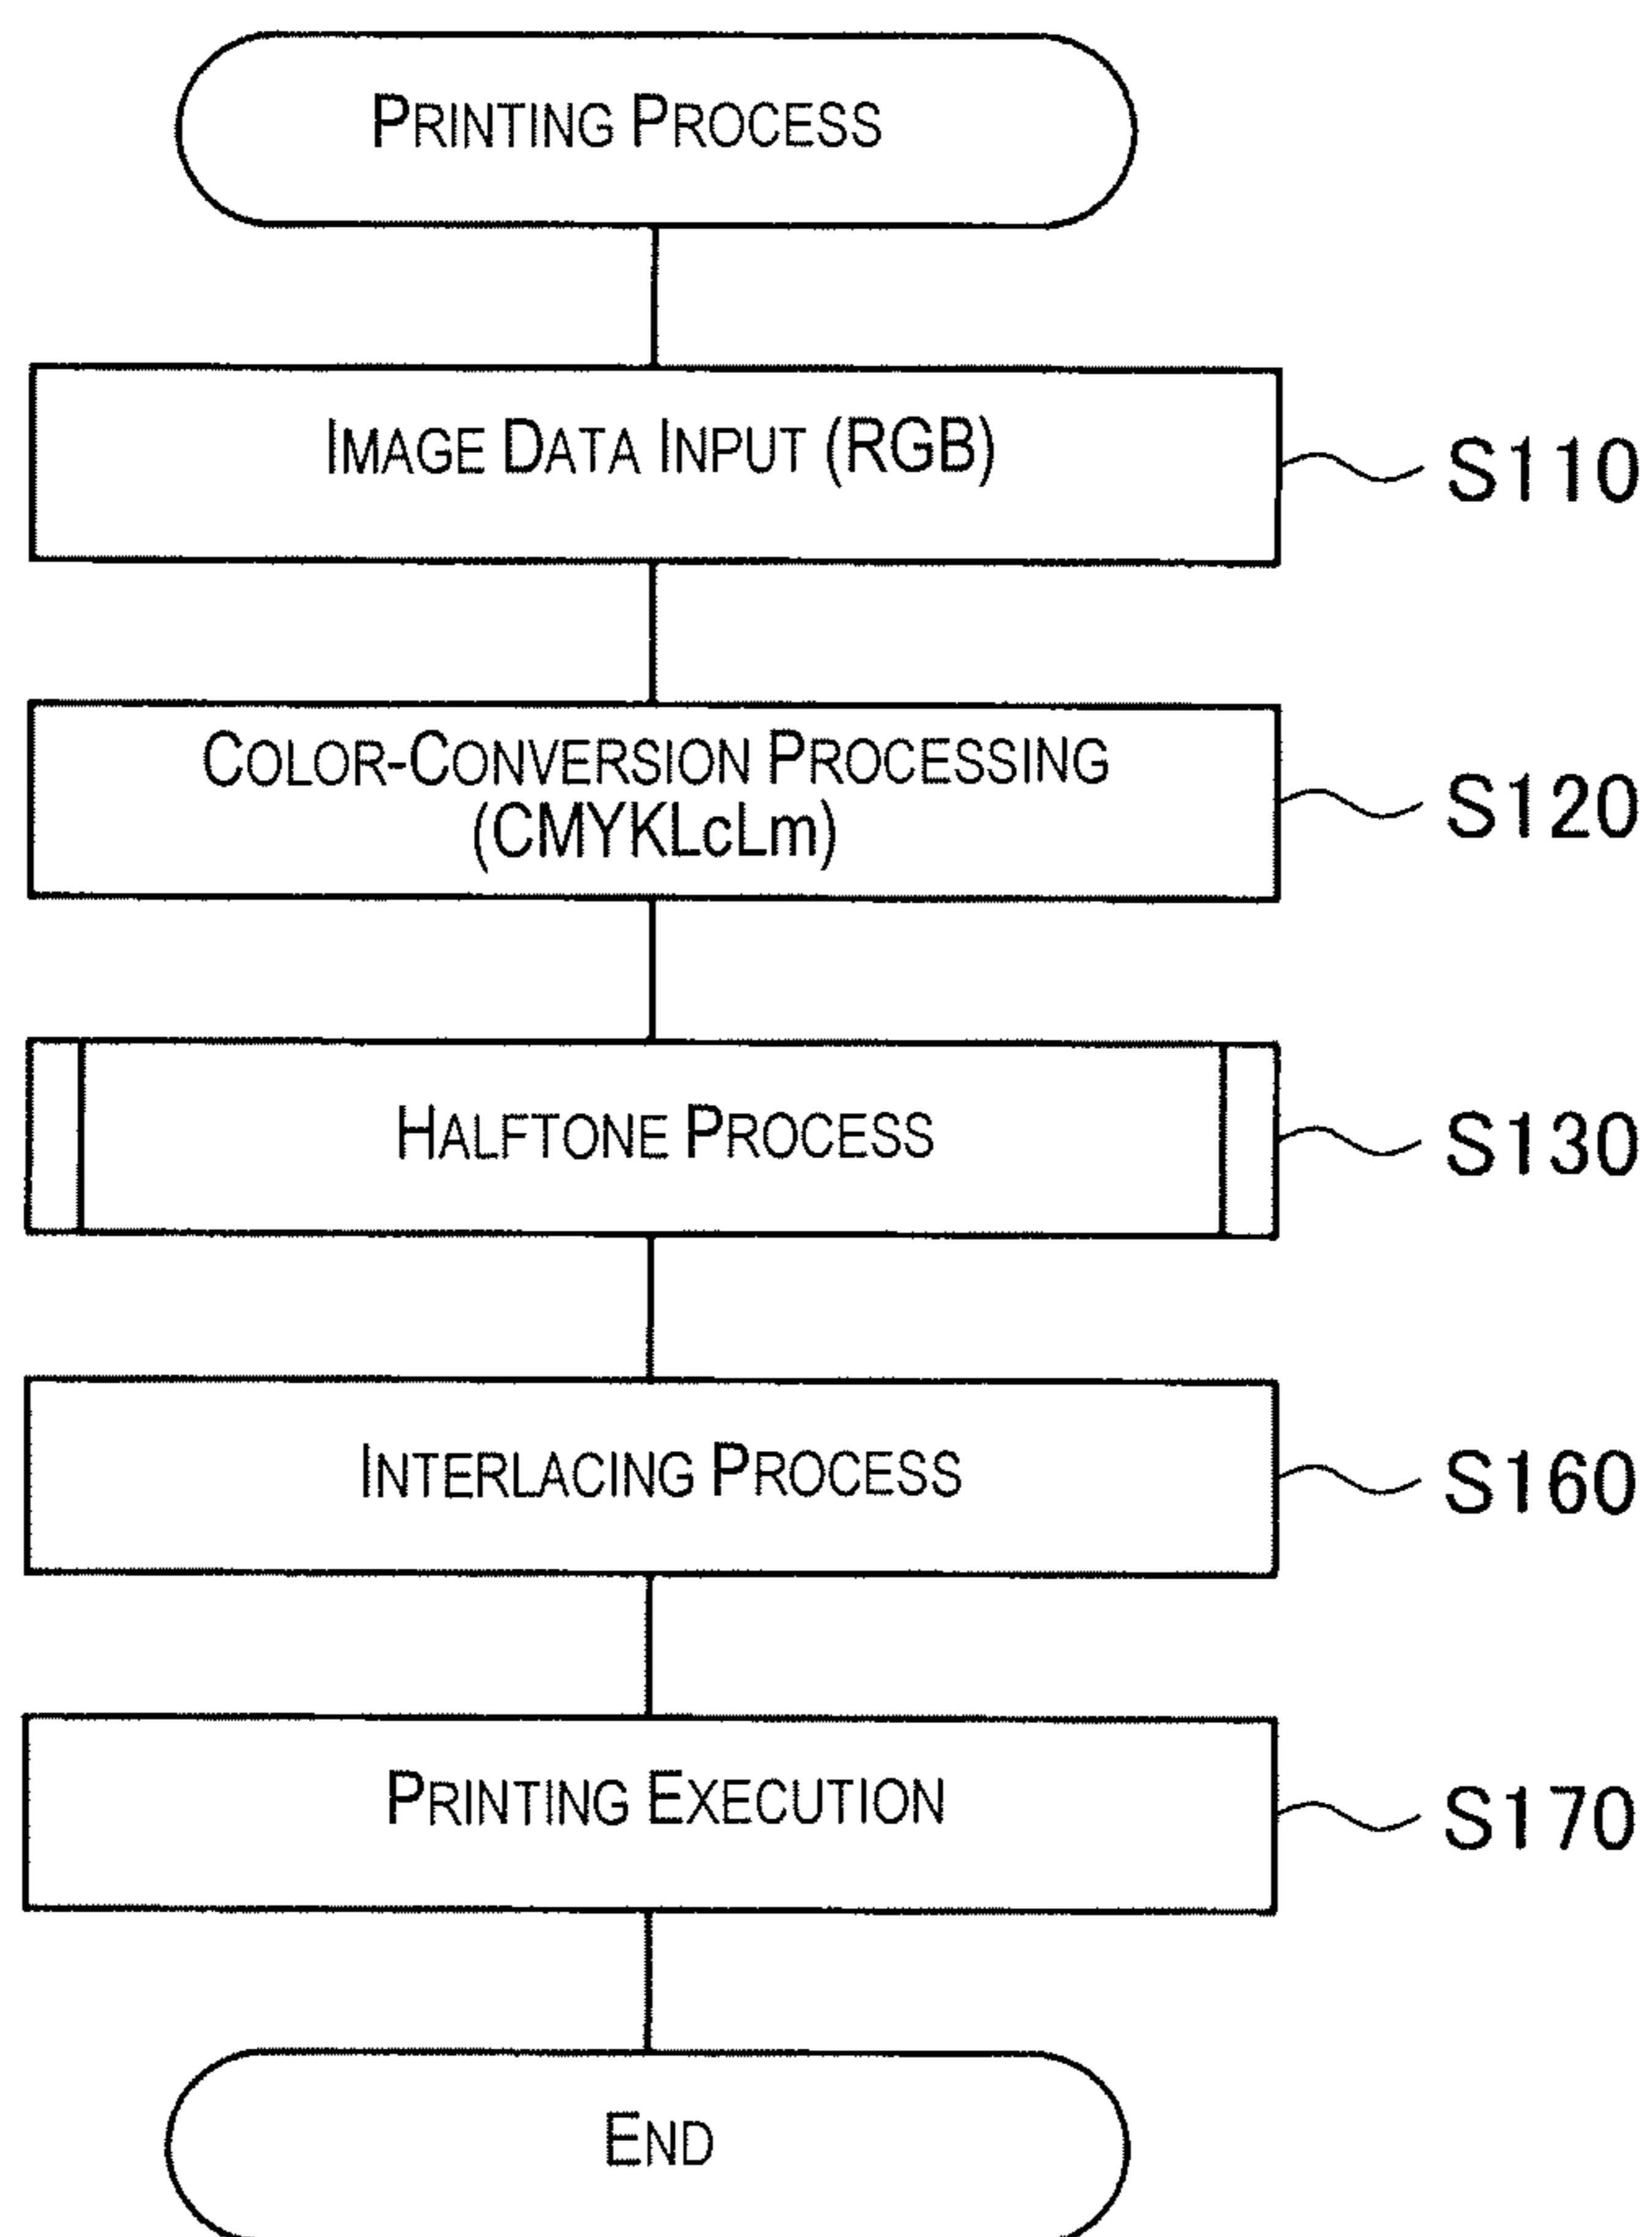 PRINTING PROCESS
IMAGE DATA INPUT (RGB)
S110
COLOR-CONVERSION PROCESSING
(CMYKLcLm)
S120
HALFTONE PROCESS
S130
INTERLACING PROCESS
S160
PRINTING EXECUTION
S170
END